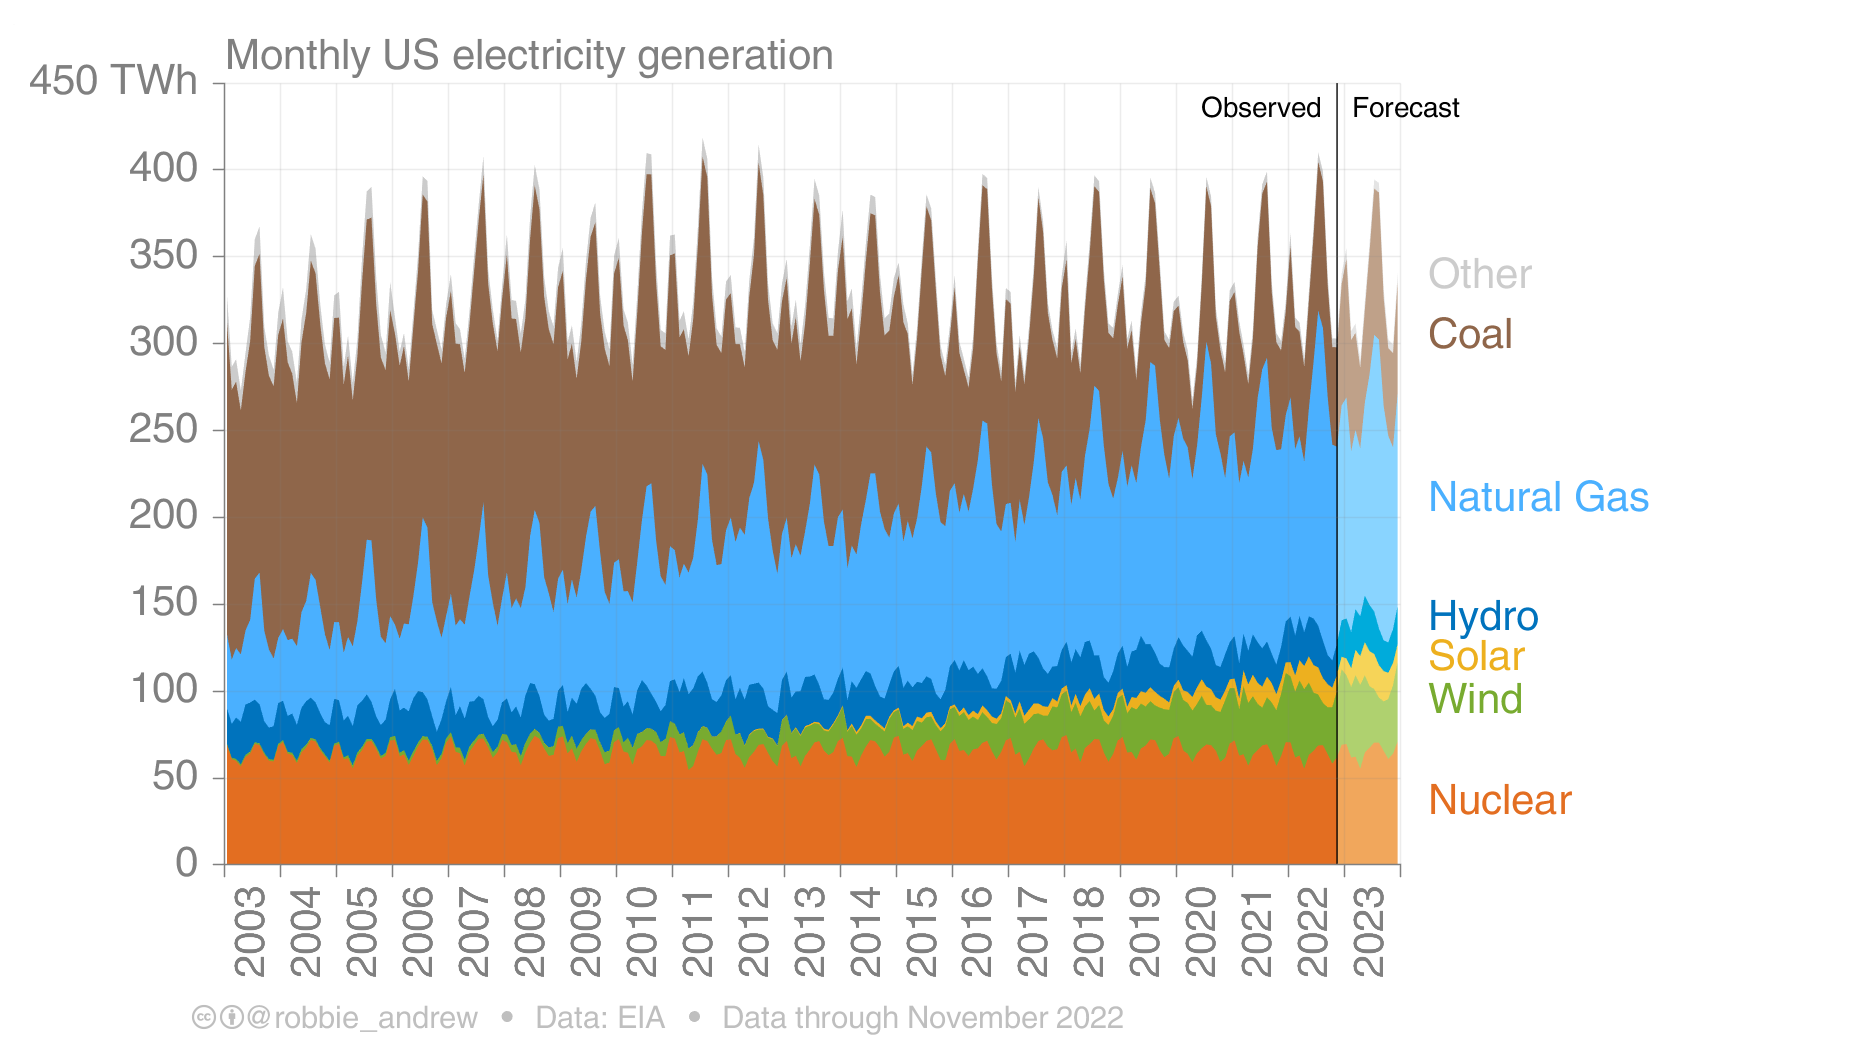 Monthly US electricity generation
450 TWh
Observed
Forecast
400
350
300
250
200
150
100
50
0
Other
Coal
Natural Gas
Hydro
Solar
Wind
Nuclear
2003
2004
2005
2006
2007
2008
2009
2010
2011
2012
2013
2014
2015
2016
2017
2018
2019
2020
2021
2022
2023
@robbie_andrew • Data: EIA • Data through November 2022